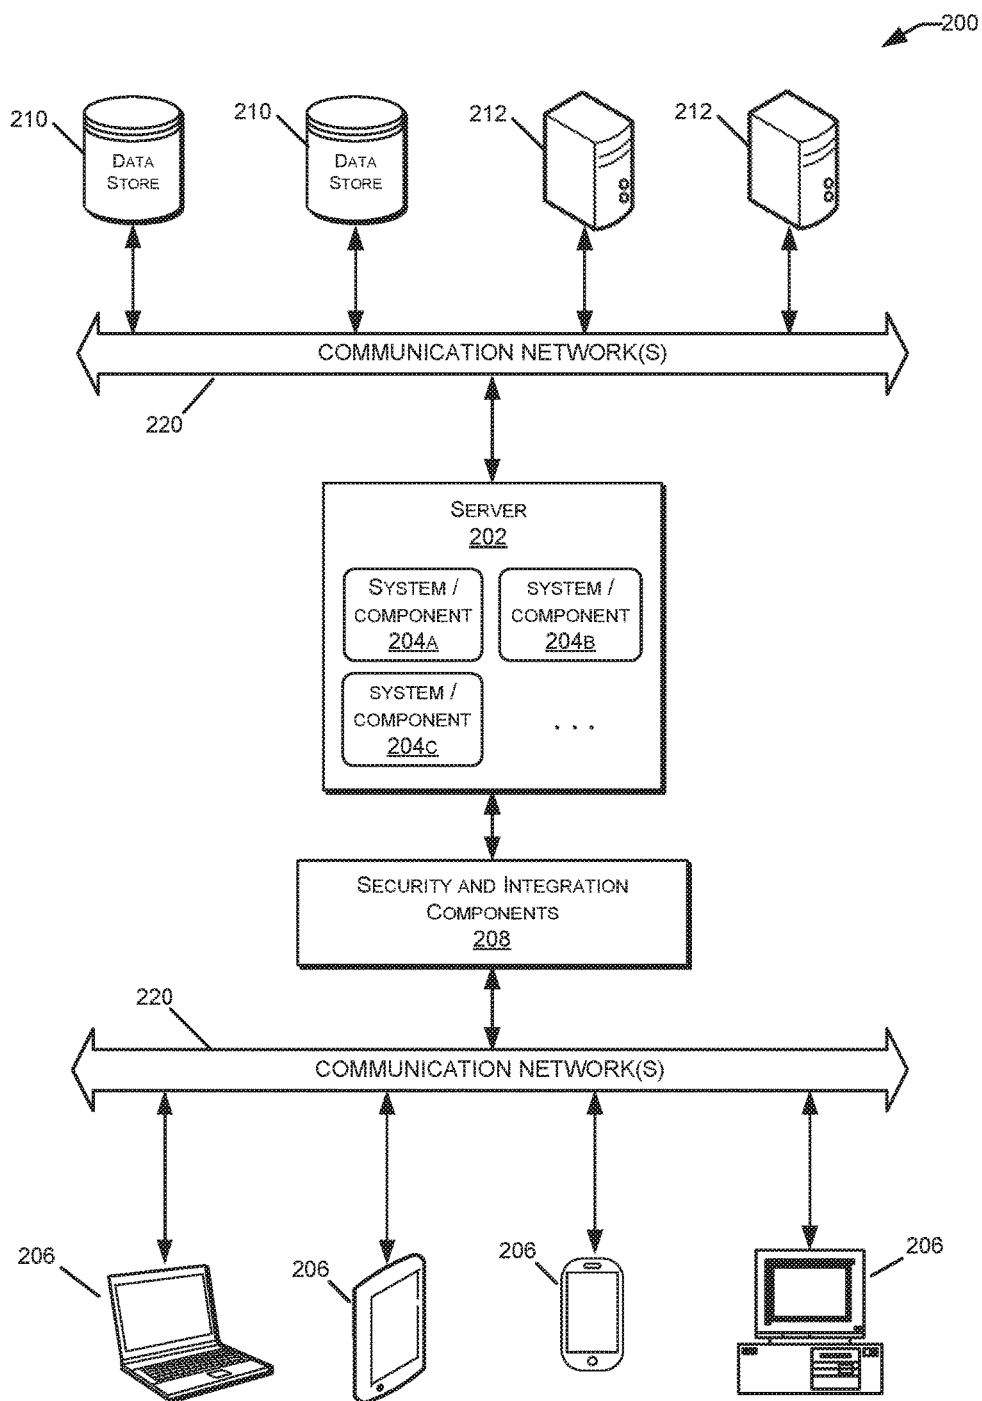 200
210
210
212
212
DATA
STORE
DATA
STORE
COMMUNICATION NETWORK(S)
220
SERVER
202
SYSTEM /
COMPONENT
204A
SYSTEM /
COMPONENT
204B
SYSTEM /
COMPONENT
204C
. . .
SECURITY AND INTEGRATION
COMPONENTS
208
220
COMMUNICATION NETWORK(S)
206
206
206
206